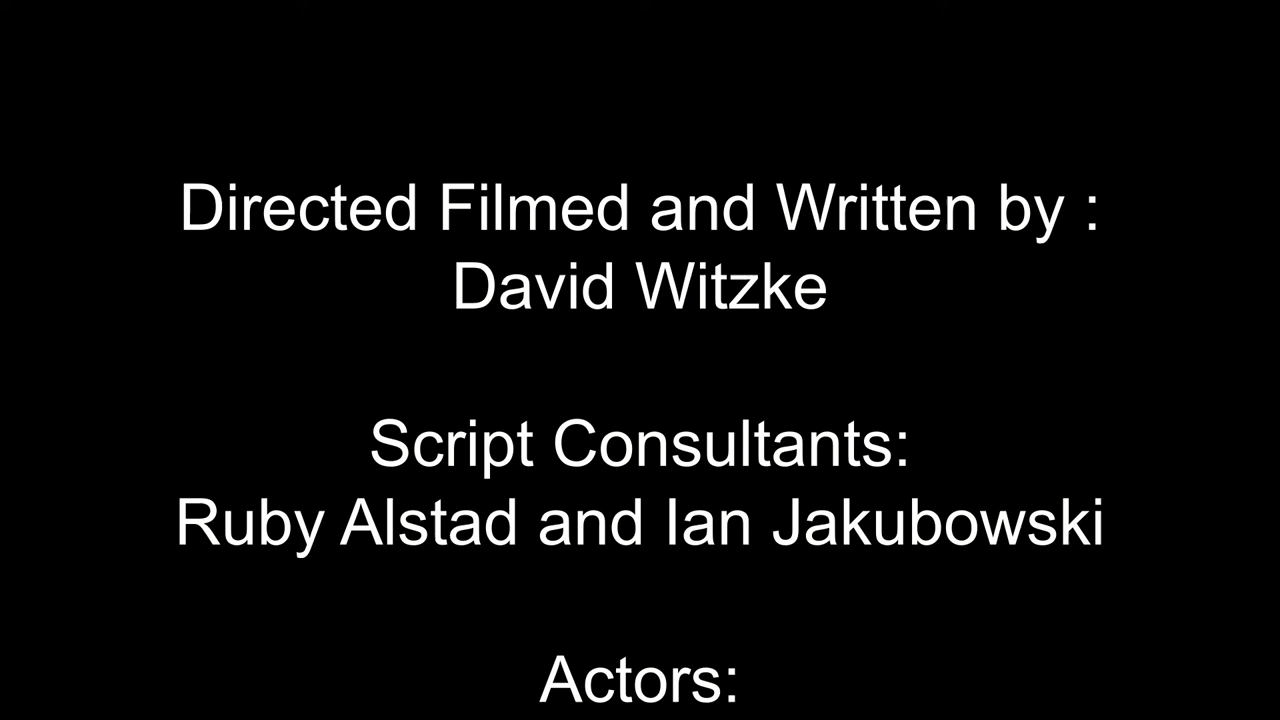 Directed Filmed and Written by :
David Witzke
Script Consultants:
Ruby Alstad and Ian Jakubowski
Actors: